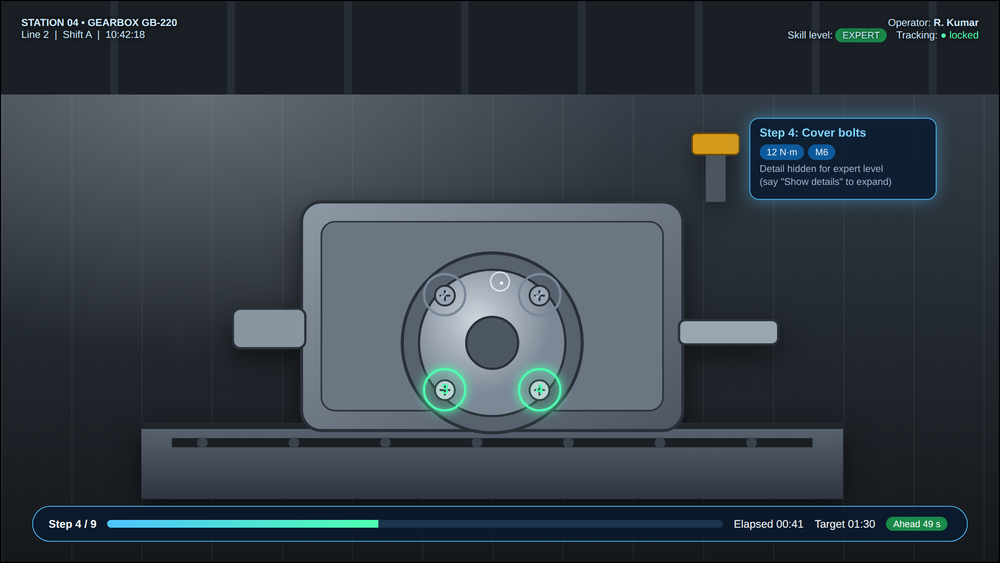 STATION 04 • GEARBOX GB-220
Line 2 | Shift A | 10:42:18
Operator: R. Kumar
Skill level: EXPERT Tracking: ● locked
Step 4: Cover bolts
12 N·m M6
Detail hidden for expert level
(say "Show details" to expand)
✓ ✓
3 4
Step 4 / 9
Elapsed 00:41 Target 01:30 Ahead 49 s